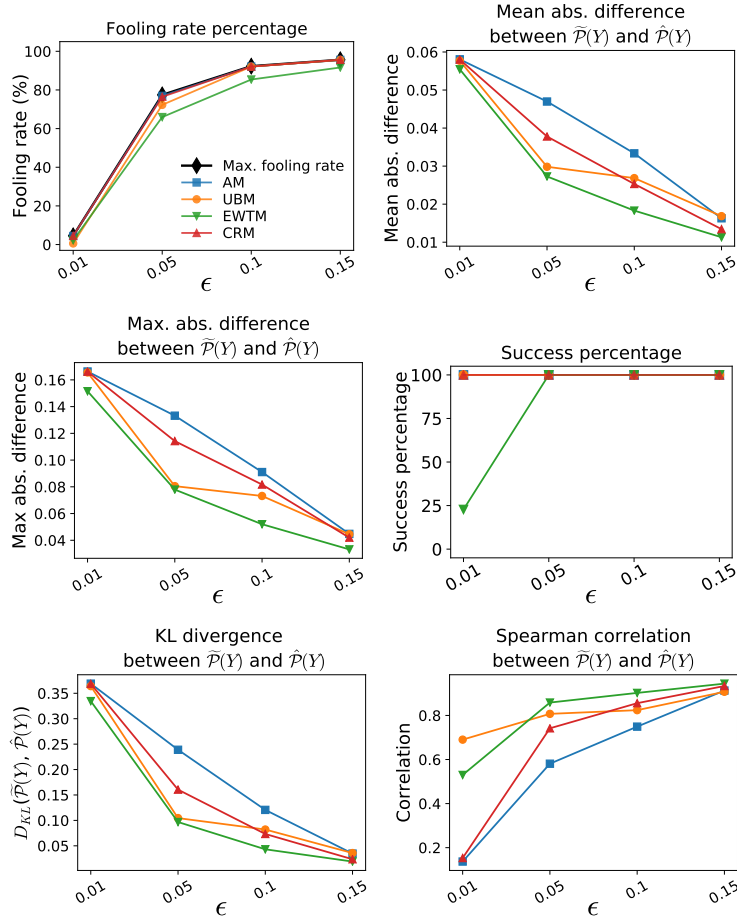 Fooling rate percentage
Fooling rate (%)
100
80
60
40
20
0
Max. fooling rate
AM
UBM
EWTM
CRM
0.01
0.05
0.1
0.15
ϵ
Mean abs. difference
between 𝒫̃(Y) and 𝒫̂(Y)
Mean abs. difference
0.06
0.05
0.04
0.03
0.02
0.01
0.01
0.05
0.1
0.15
ϵ
Max. abs. difference
between 𝒫̃(Y) and 𝒫̂(Y)
Max abs. difference
0.16
0.14
0.12
0.10
0.08
0.06
0.04
0.01
0.05
0.1
0.15
ϵ
Success percentage
Success percentage
100
75
50
25
0
0.01
0.05
0.1
0.15
ϵ
KL divergence
between 𝒫̃(Y) and 𝒫̂(Y)
D_{KL}(𝒫̃(Y), 𝒫̂(Y))
0.35
0.30
0.25
0.20
0.15
0.10
0.05
0.01
0.05
0.1
0.15
ϵ
Spearman correlation
between 𝒫̃(Y) and 𝒫̂(Y)
Correlation
0.8
0.6
0.4
0.2
0.01
0.05
0.1
0.15
ϵ